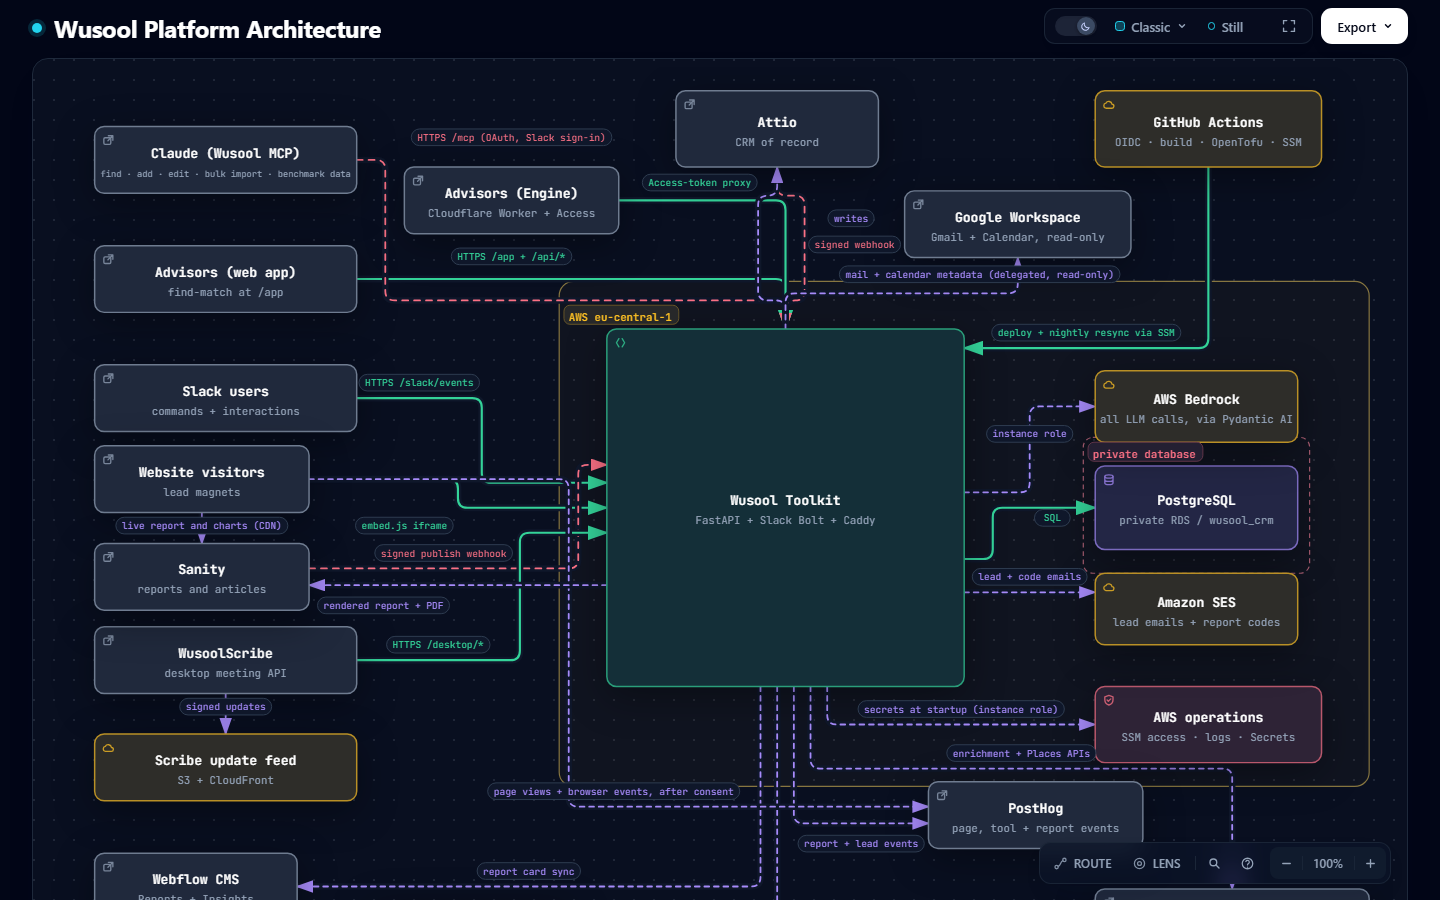 Wusool Platform Architecture
Classic
Still
Export
Attio
CRM of record
GitHub Actions
OIDC · build · OpenTofu · SSM
HTTPS /mcp (OAuth, Slack sign-in)
Claude (Wusool MCP)
find · add · edit · bulk import · benchmark data
Advisors (Engine)
Cloudflare Worker + Access
Access-token proxy
writes
Google Workspace
Gmail + Calendar, read-only
signed webhook
HTTPS /app + /api/*
Advisors (web app)
find-match at /app
mail + calendar metadata (delegated, read-only)
AWS eu-central-1
deploy + nightly resync via SSM
HTTPS /slack/events
Slack users
commands + interactions
AWS Bedrock
all LLM calls, via Pydantic AI
instance role
private database
Website visitors
lead magnets
Wusool Toolkit
FastAPI + Slack Bolt + Caddy
PostgreSQL
private RDS / wusool_crm
SQL
live report and charts (CDN)
embed.js iframe
signed publish webhook
Sanity
reports and articles
lead + code emails
rendered report + PDF
Amazon SES
lead emails + report codes
HTTPS /desktop/*
WusoolScribe
desktop meeting API
signed updates
secrets at startup (instance role)
AWS operations
SSM access · logs · Secrets
enrichment + Places APIs
Scribe update feed
S3 + CloudFront
page views + browser events, after consent
PostHog
page, tool + report events
report + lead events
report card sync
Webflow CMS
Reports + Insights
ROUTE
LENS
100%